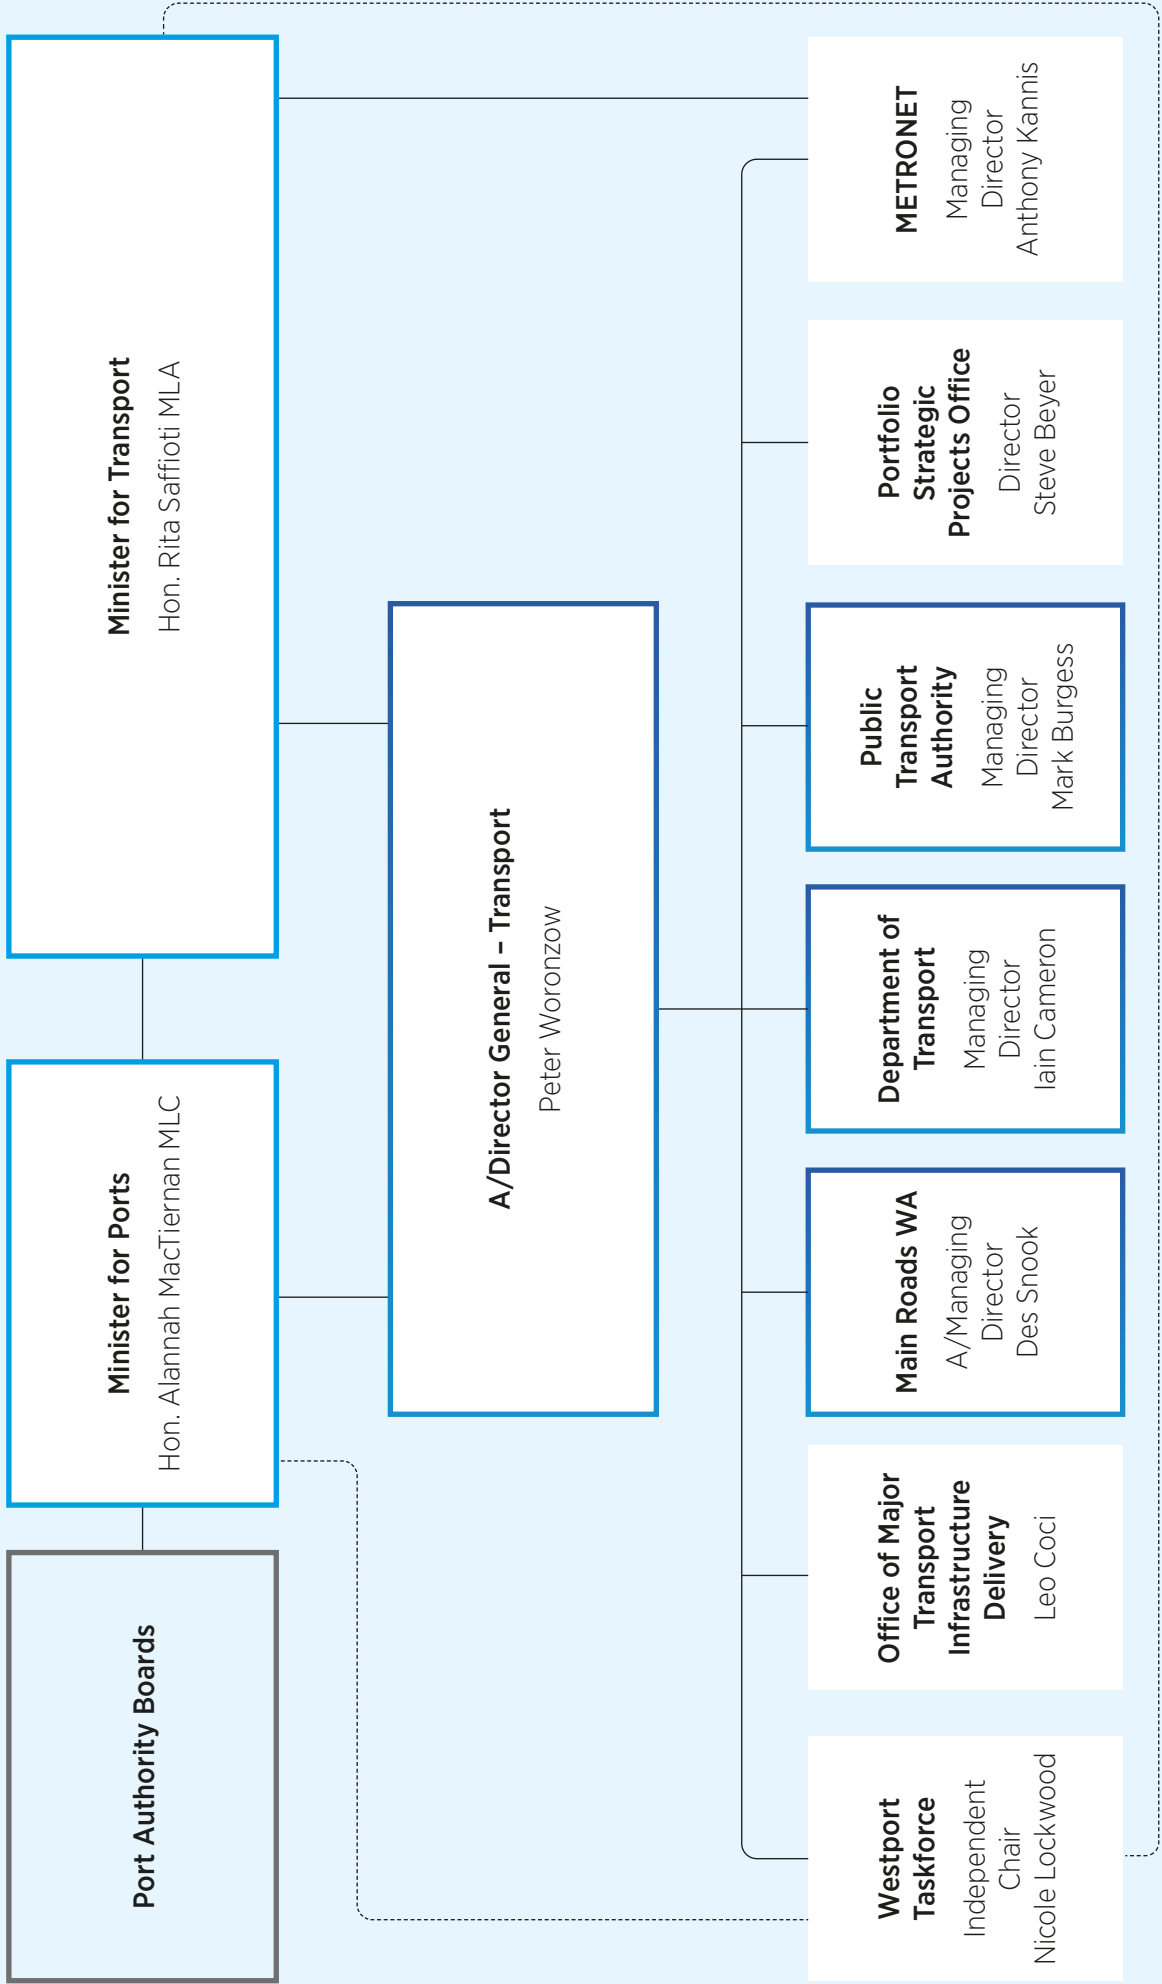 Port Authority Boards
Minister for Ports
Hon. Alannah MacTiernan MLC
Minister for Transport
Hon. Rita Saffioti MLA
A/Director General – Transport
Peter Woronzow
Westport
Taskforce
Independent
Chair
Nicole Lockwood
Office of Major
Transport
Infrastructure
Delivery
Leo Coci
Main Roads WA
A/Managing
Director
Des Snook
Department of
Transport
Managing
Director
Iain Cameron
Public
Transport
Authority
Managing
Director
Mark Burgess
Portfolio
Strategic
Projects Office
Director
Steve Beyer
METRONET
Managing
Director
Anthony Kannis